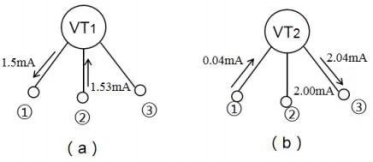 VT1
1.5mA
1.53mA
①
②
③
(a)
VT2
0.04mA
2.04mA
2.00mA
①
②
③
(b)